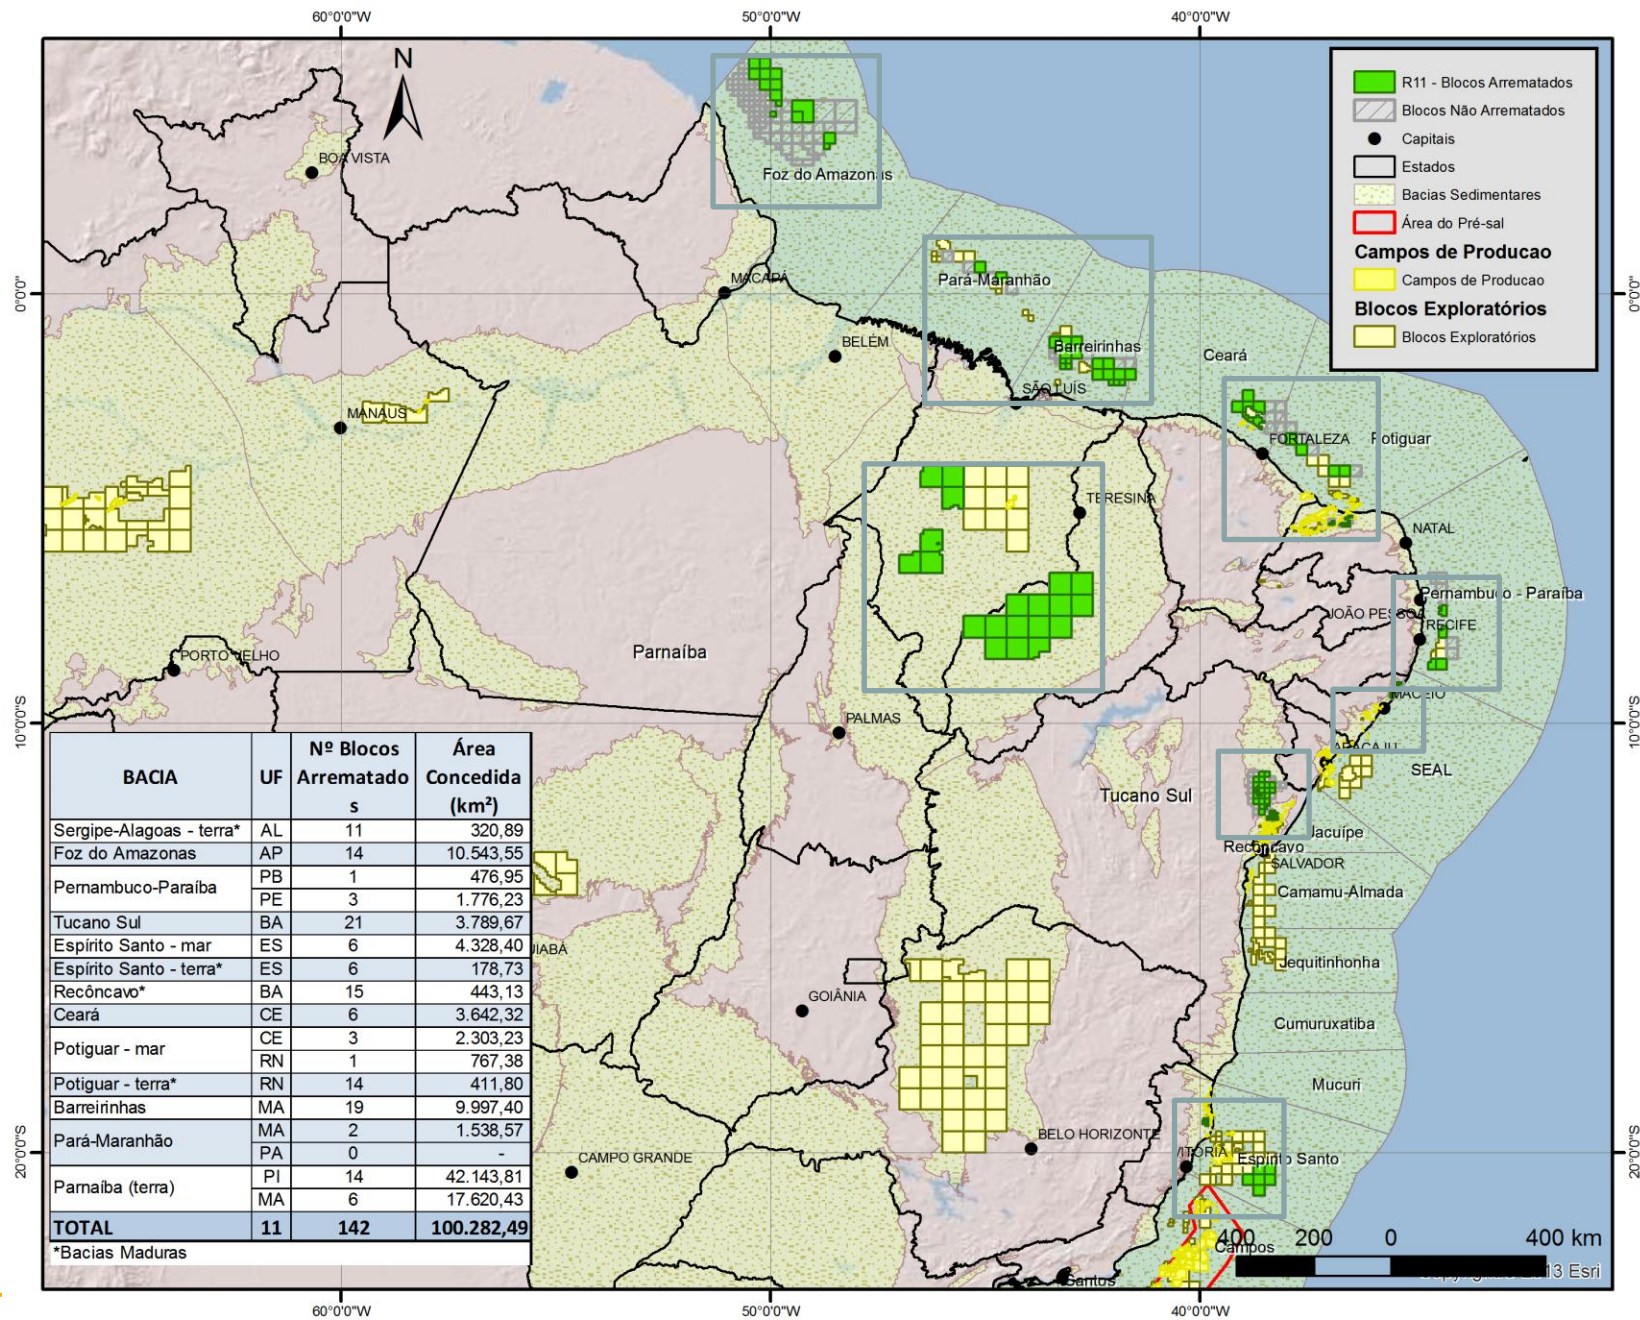 60°0'0"W 50°0'0"W 40°0'0"W
N
R11 - Blocos Arrematados
Blocos Não Arrematados
Capitais
Estados
Bacias Sedimentares
Área do Pré-sal
Campos de Producao
Campos de Producao
Blocos Exploratórios
Blocos Exploratórios
BOA VISTA
Foz do Amazonas
MACAPÁ
Pará-Maranhão
0°0'0" 0°0'0"
BELÉM
Barreirinhas
Ceará
SÃO LUÍS
MANAUS
FORTALEZA
Potiguar
TERESINA
NATAL
Pernambuco - Paraíba
JOÃO PESSOA
RECIFE
Parnaíba
PORTO VELHO
MACEIÓ
PALMAS
10°0'0"S 10°0'0"S
ARACAJU
SEAL
Tucano Sul
Jacuípe
Recôncavo
SALVADOR
Camamu-Almada
UIABÁ
Jequitinhonha
GOIÂNIA
Cumuruxatiba
Mucuri
BELO HORIZONTE
VITÓRIA
Espírito Santo
CAMPO GRANDE
20°0'0"S 20°0'0"S
Campos
Santos
400 200 0 400 km
13 Esri
BACIA UF Nº Blocos Arrematado s Área Concedida (km²)
Sergipe-Alagoas - terra* AL 11 320,89
Foz do Amazonas AP 14 10.543,55
Pernambuco-Paraíba PB 1 476,95
PE 3 1.776,23
Tucano Sul BA 21 3.789,67
Espírito Santo - mar ES 6 4.328,40
Espírito Santo - terra* ES 6 178,73
Recôncavo* BA 15 443,13
Ceará CE 6 3.642,32
Potiguar - mar CE 3 2.303,23
RN 1 767,38
Potiguar - terra* RN 14 411,80
Barreirinhas MA 19 9.997,40
Pará-Maranhão MA 2 1.538,57
PA 0 -
Parnaíba (terra) PI 14 42.143,81
MA 6 17.620,43
TOTAL 11 142 100.282,49
*Bacias Maduras
60°0'0"W 50°0'0"W 40°0'0"W